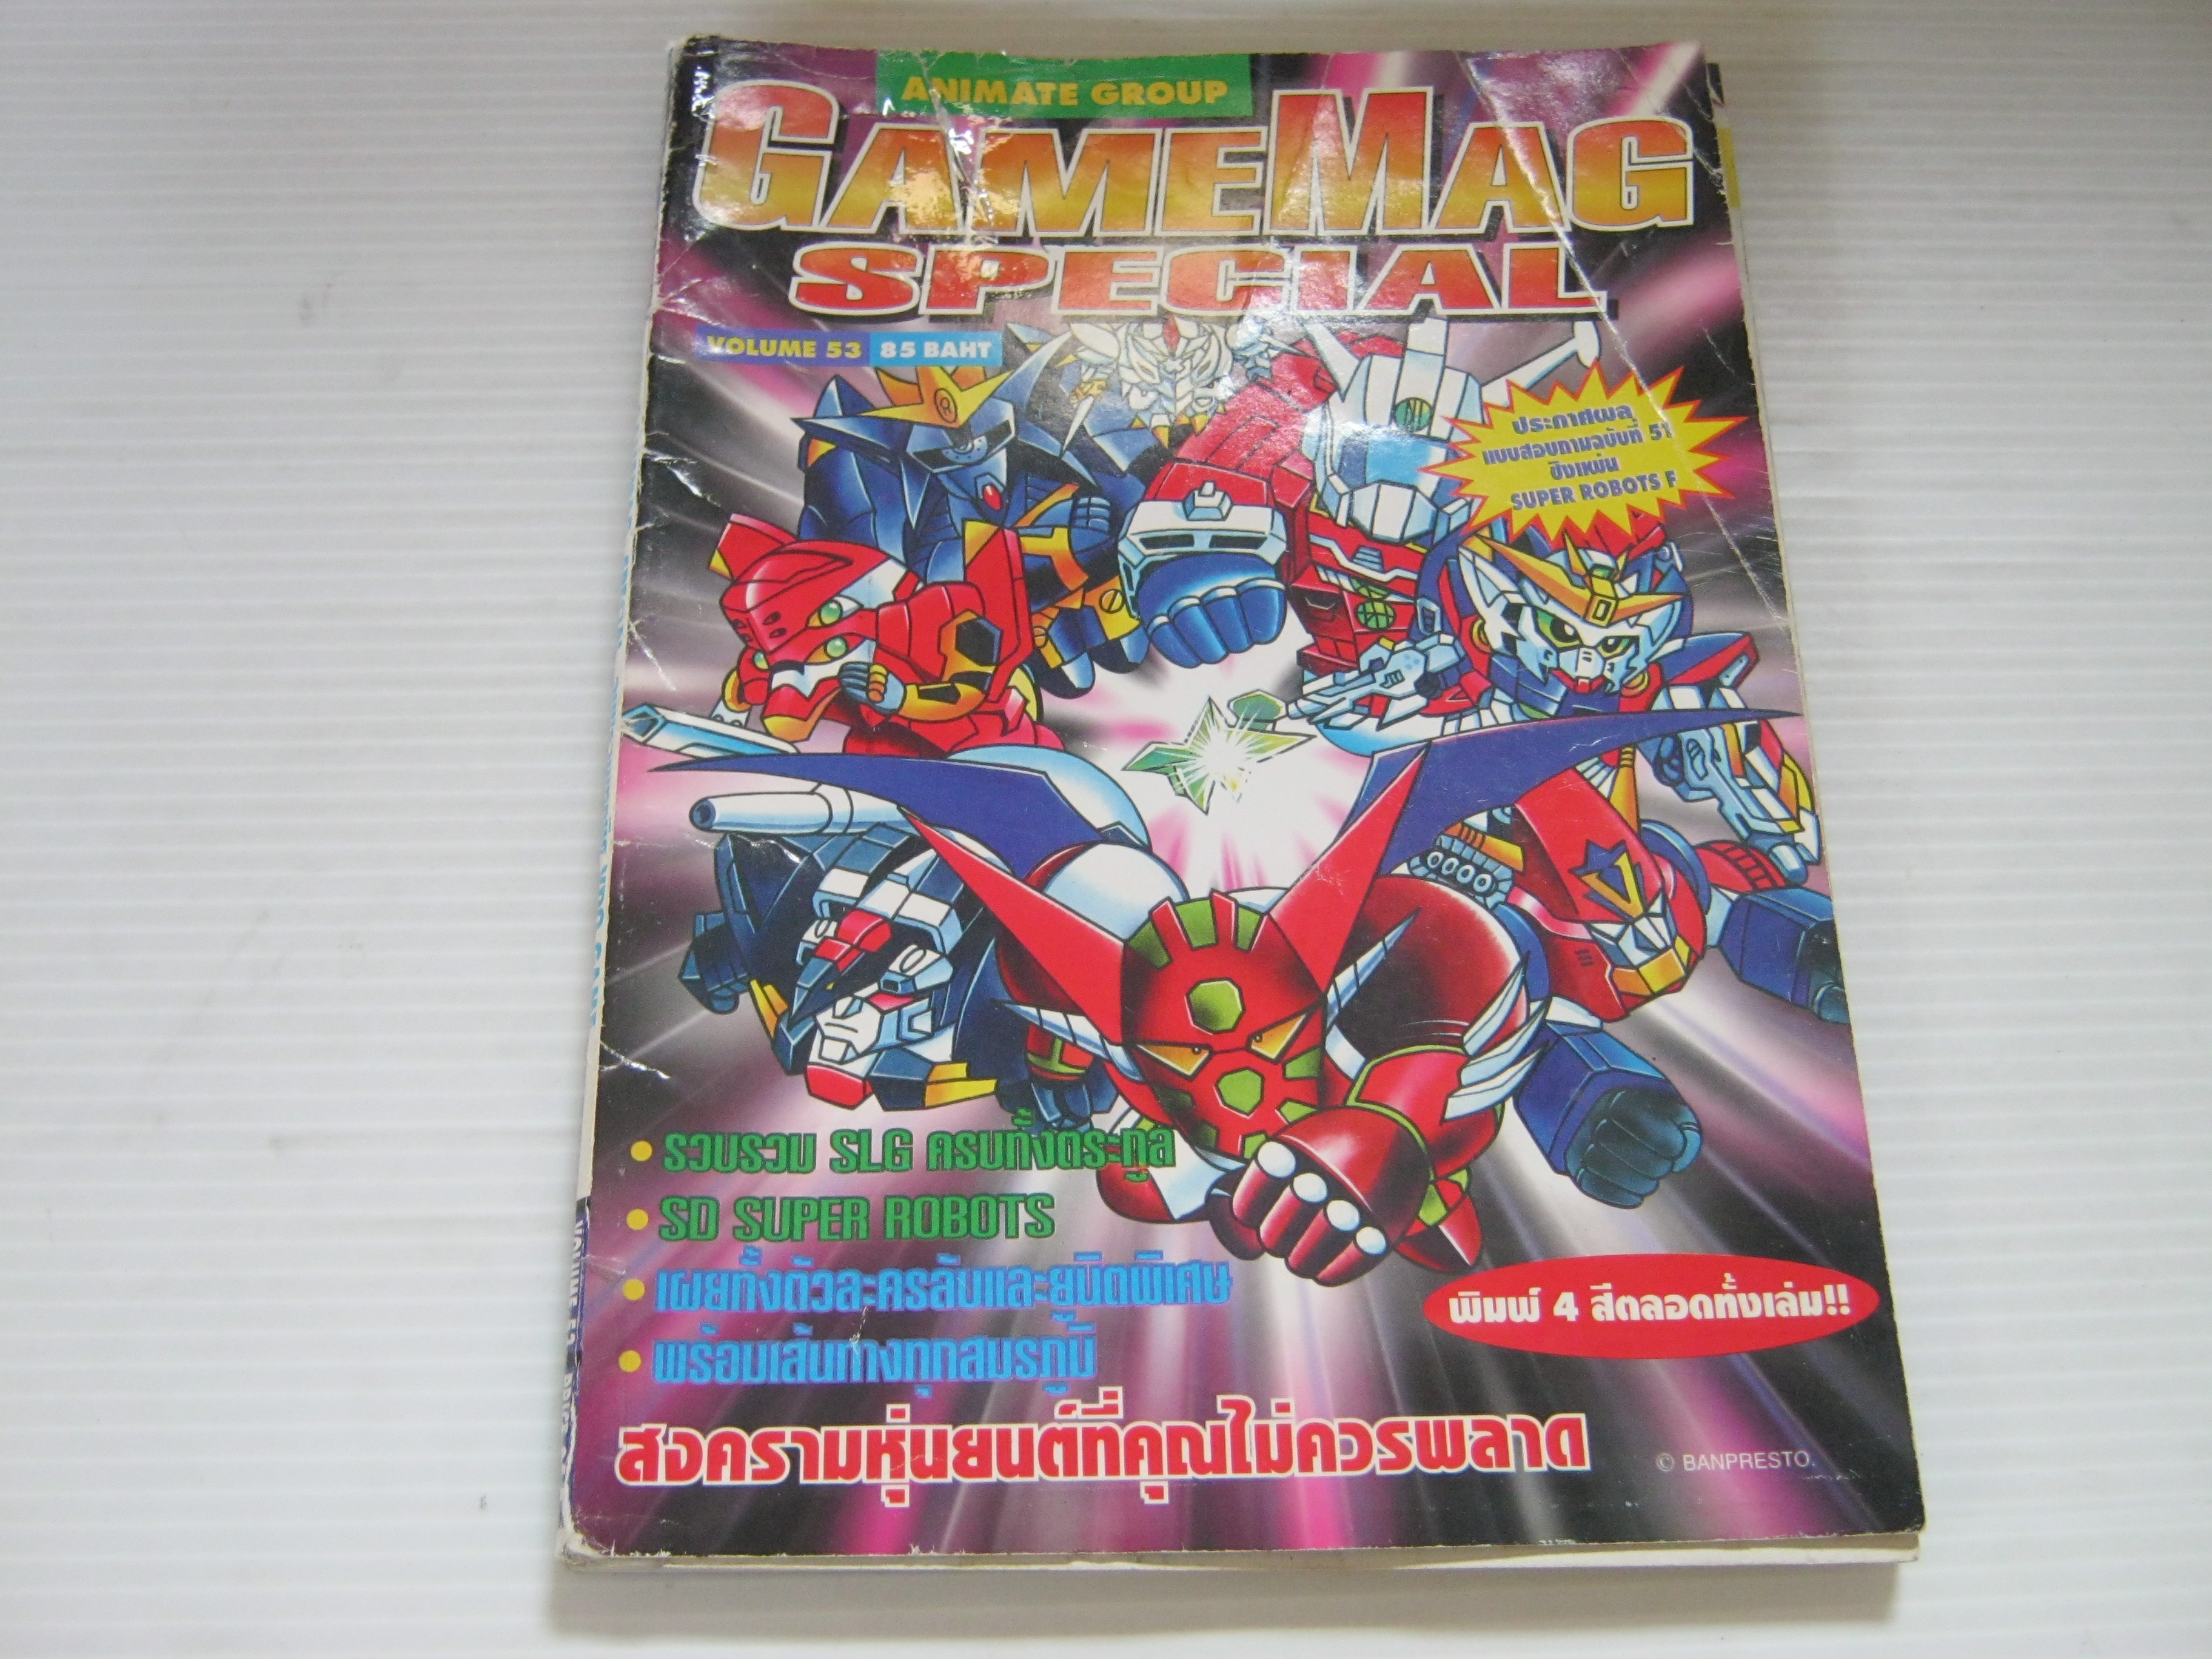 ANIMATE GROUP
GAMEMAG
SPECIAL
VOLUME 53 85 BAHT
ประกาศผล
แบบสอบถามฉบับที่ 51
ชิงแผ่น
SUPER ROBOTS F
• รวบรวม SLG ครบทั้งตระกูล
• SD SUPER ROBOTS
• เผยทั้งตัวละครลับและยูนิตพิเศษ
• พร้อมเส้นทางทุกสมรภูมิ
พิมพ์ 4 สีตลอดทั้งเล่ม!!
สงครามหุ่นยนต์ที่คุณไม่ควรพลาด
© BANPRESTO.